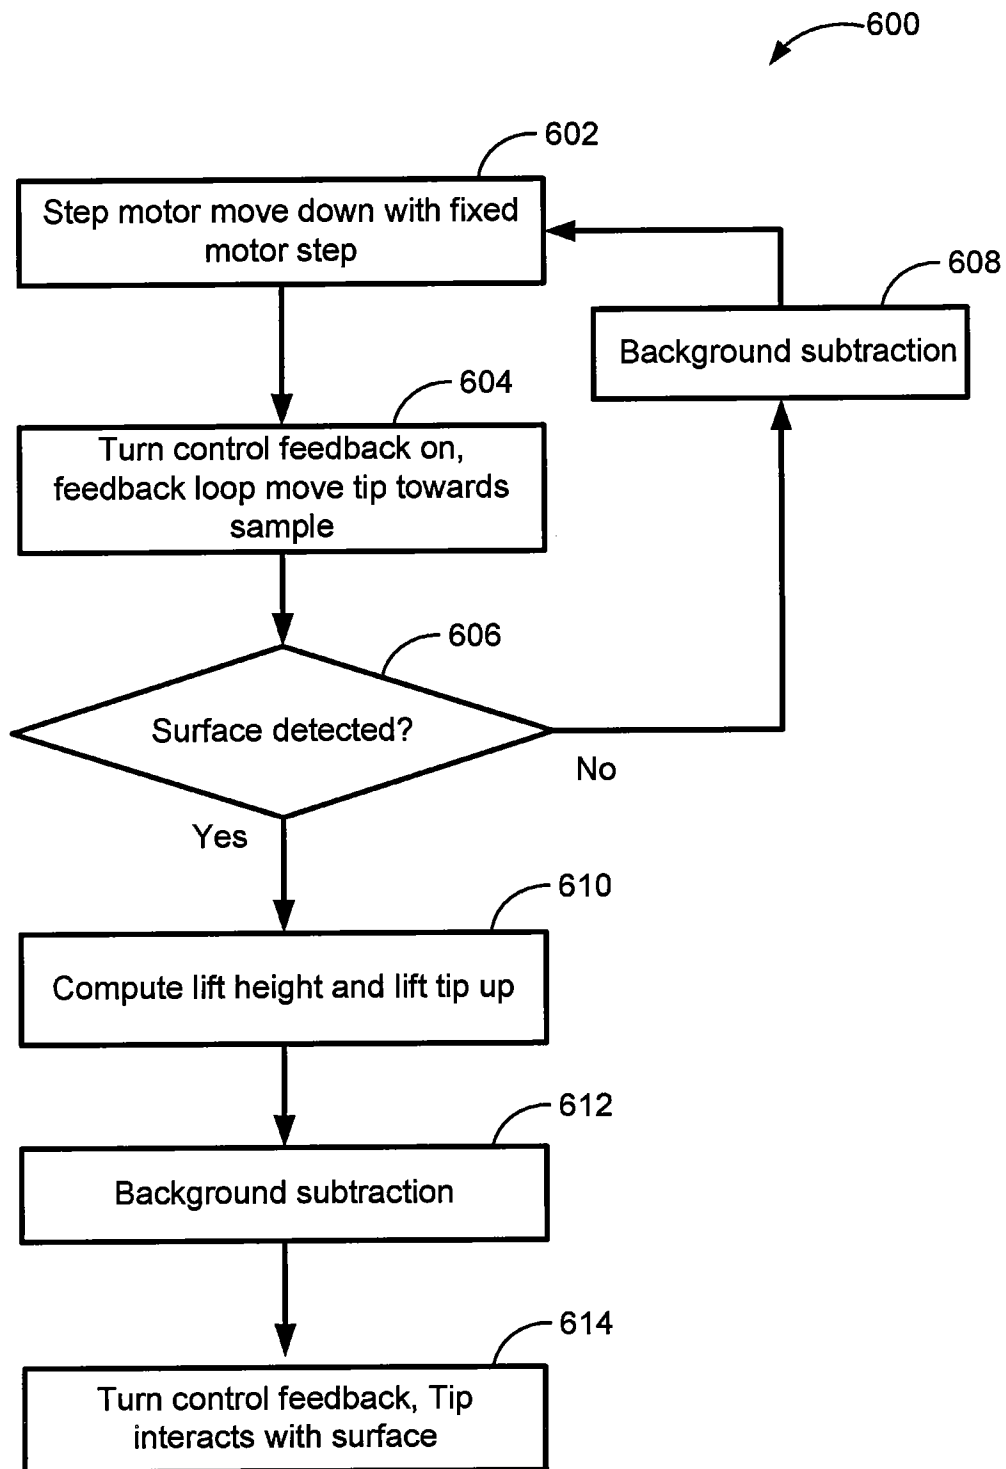 600
602
Step motor move down with fixed
motor step
608
Background subtraction
604
Turn control feedback on,
feedback loop move tip towards
sample
606
Surface detected?
No
Yes
610
Compute lift height and lift tip up
612
Background subtraction
614
Turn control feedback, Tip
interacts with surface